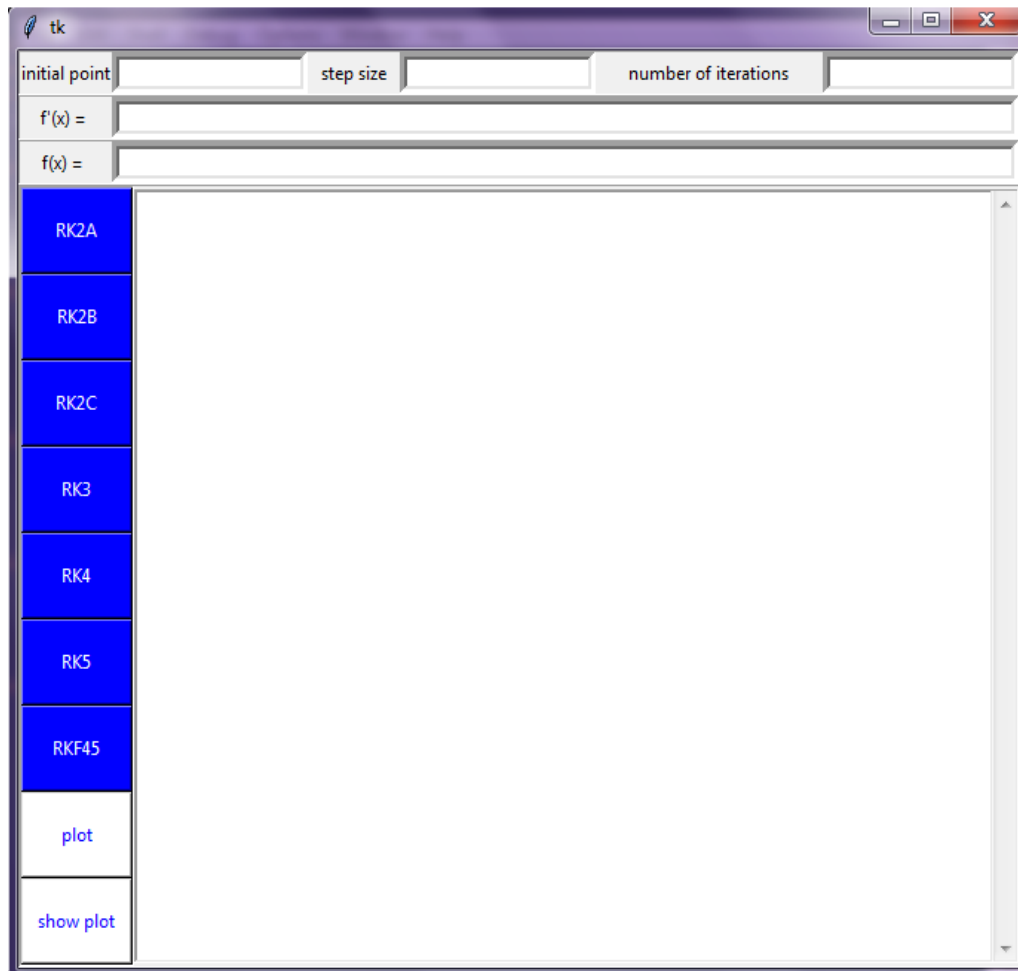 tk
initial point step size number of iterations
f'(x) =
f(x) =
RK2A
RK2B
RK2C
RK3
RK4
RK5
RKF45
plot
show plot